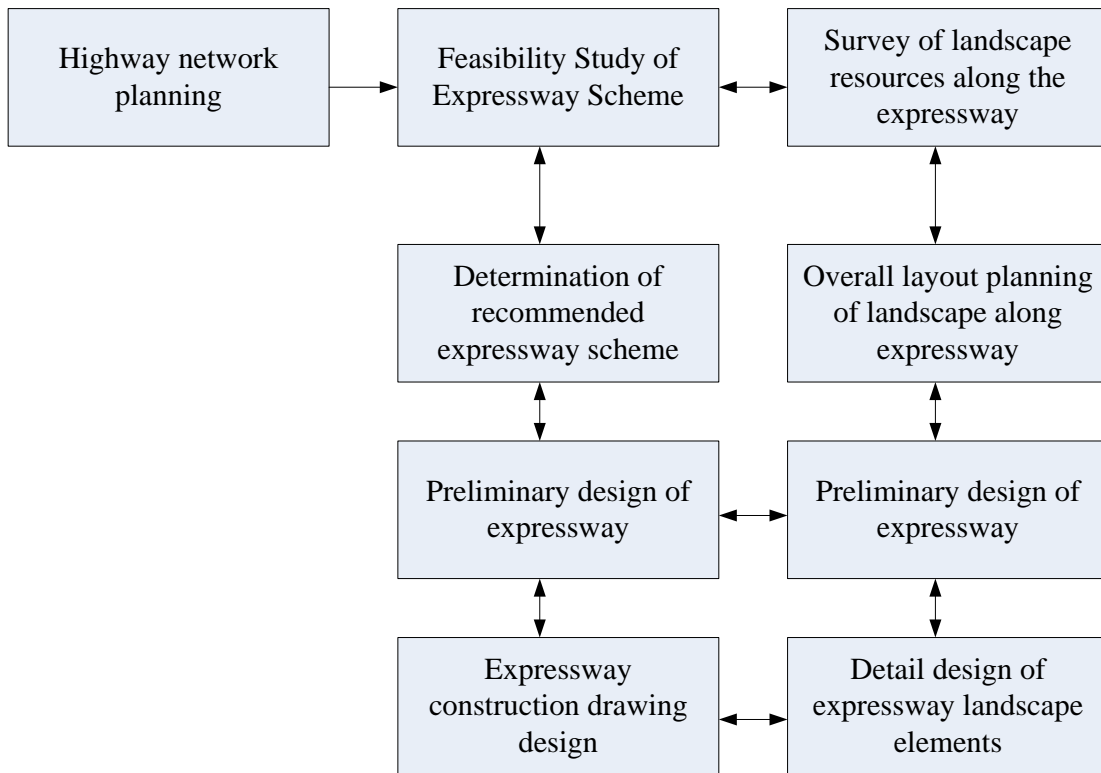 Highway network
planning
Feasibility Study of
Expressway Scheme
Survey of landscape
resources along the
expressway
Determination of
recommended
expressway scheme
Overall layout planning
of landscape along
expressway
Preliminary design of
expressway
Preliminary design of
expressway
Expressway
construction drawing
design
Detail design of
expressway landscape
elements